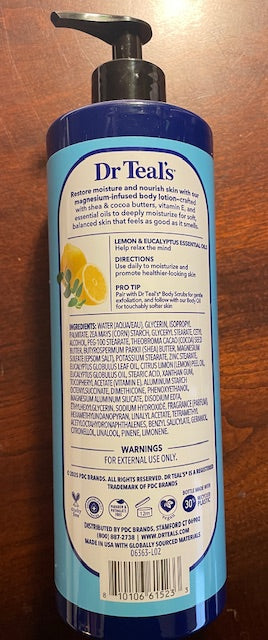 Dr Teal's®
Restore moisture and nourish skin with our
magnesium-infused body lotion–crafted
with shea & cocoa butters, vitamin E, and
essential oils to deeply moisturize for soft,
balanced skin that feels as good as it smells.
LEMON & EUCALYPTUS ESSENTIAL OILS
Help relax the mind
DIRECTIONS
Use daily to moisturize and
promote healthier-looking skin
PRO TIP
Pair with Dr Teal's® Body Scrubs for gentle
exfoliation, and follow with our Body Oil
for touchably softer skin
INGREDIENTS: WATER (AQUA/EAU), GLYCERIN, ISOPROPYL
PALMITATE, ZEA MAYS (CORN) STARCH, GLYCERYL STEARATE, CETYL
ALCOHOL, PEG-100 STEARATE, THEOBROMA CACAO (COCOA) SEED
BUTTER, BUTYROSPERMUM PARKII (SHEA) BUTTER, MAGNESIUM
SULFATE (EPSOM SALT), POTASSIUM STEARATE, ZINC STEARATE,
EUCALYPTUS GLOBULUS LEAF OIL, CITRUS LIMON (LEMON) PEEL OIL,
EUCALYPTUS GLOBULUS OIL, STEARIC ACID, XANTHAN GUM,
TOCOPHERYL ACETATE (VITAMIN E), ALUMINUM STARCH
OCTENYLSUCCINATE, DIMETHICONE, PHENOXYETHANOL,
MAGNESIUM ALUMINUM SILICATE, DISODIUM EDTA,
ETHYLHEXYLGLYCERIN, SODIUM HYDROXIDE, FRAGRANCE (PARFUM),
HEXAMETHYLINDANOPYRAN, LINALYL ACETATE, TETRAMETHYL
ACETYLOCTAHYDRONAPHTHALENES, BENZYL SALICYLATE, GERANIOL,
CITRONELLOL, LINALOOL, PINENE, LIMONENE.
WARNINGS
FOR EXTERNAL USE ONLY.
© 2025 PDC BRANDS. ALL RIGHTS RESERVED. DR TEAL'S® IS A REGISTERED
TRADEMARK OF PDC BRANDS
12m
BOTTLE MADE WITH
30%
RECYCLED
PLASTIC
DISTRIBUTED BY PDC BRANDS, STAMFORD CT 06902
(800) 887-2738 | WWW.DRTEALS.COM
MADE IN USA WITH GLOBALLY SOURCED MATERIALS
06363-L02
8 10106 61523 3